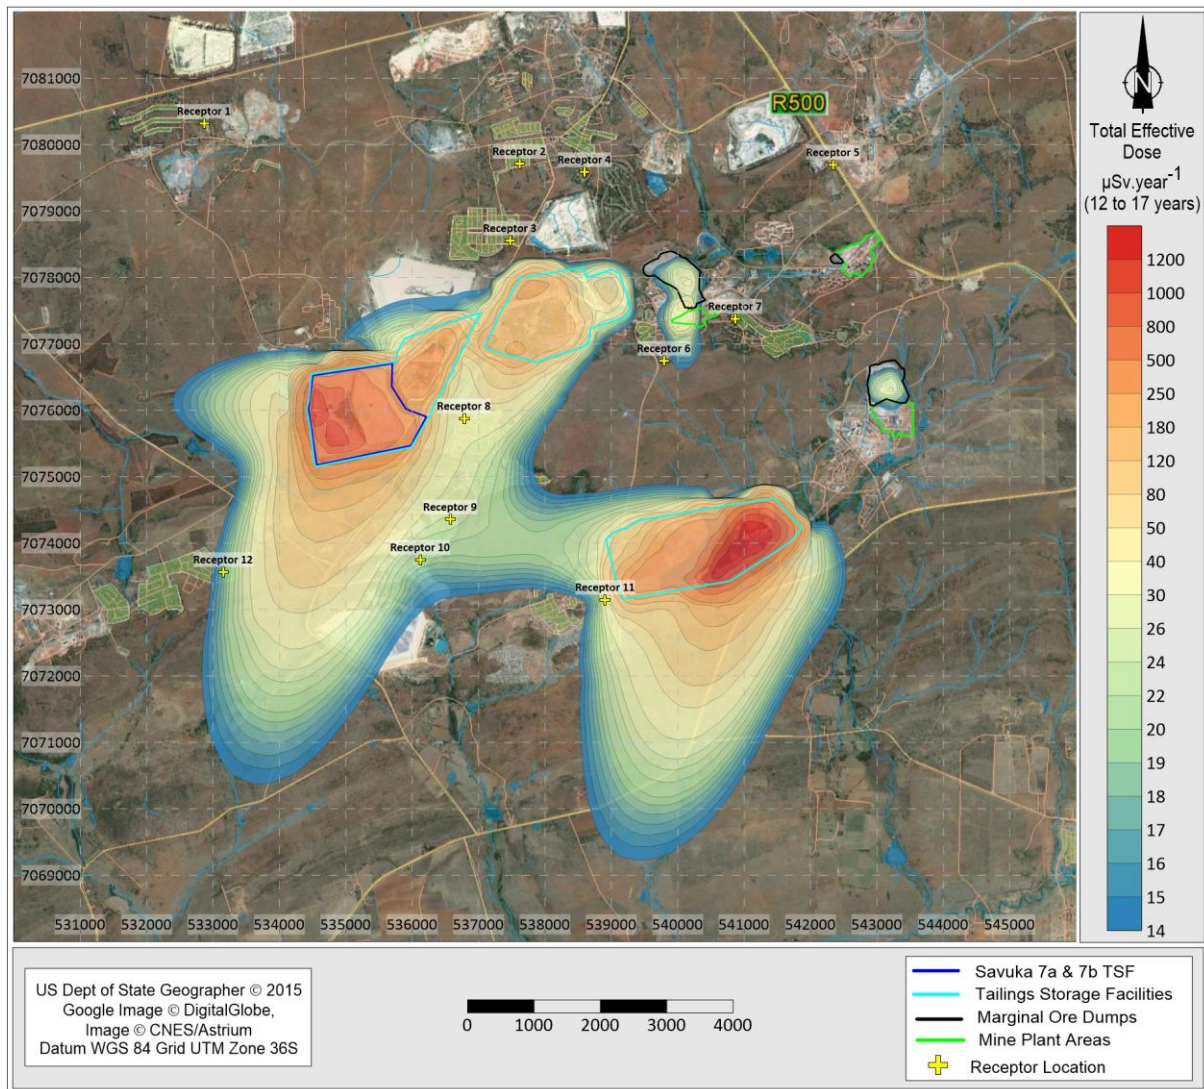 7081000
7080000
7079000
7078000
7077000
7076000
7075000
7074000
7073000
7072000
7071000
7070000
7069000
531000 532000 533000 534000 535000 536000 537000 538000 539000 540000 541000 542000 543000 544000 545000
R500
Receptor 1
Receptor 2
Receptor 4
Receptor 5
Receptor 3
Receptor 7
Receptor 6
Receptor 8
Receptor 9
Receptor 10
Receptor 12
Receptor 11
N
Total Effective
Dose
µSv.year⁻¹
(12 to 17 years)
1200
1000
800
500
250
180
120
80
50
40
30
26
24
22
20
19
18
17
16
15
14
US Dept of State Geographer © 2015
Google Image © DigitalGlobe,
Image © CNES/Astrium
Datum WGS 84 Grid UTM Zone 36S
0 1000 2000 3000 4000
Savuka 7a & 7b TSF
Tailings Storage Facilities
Marginal Ore Dumps
Mine Plant Areas
Receptor Location